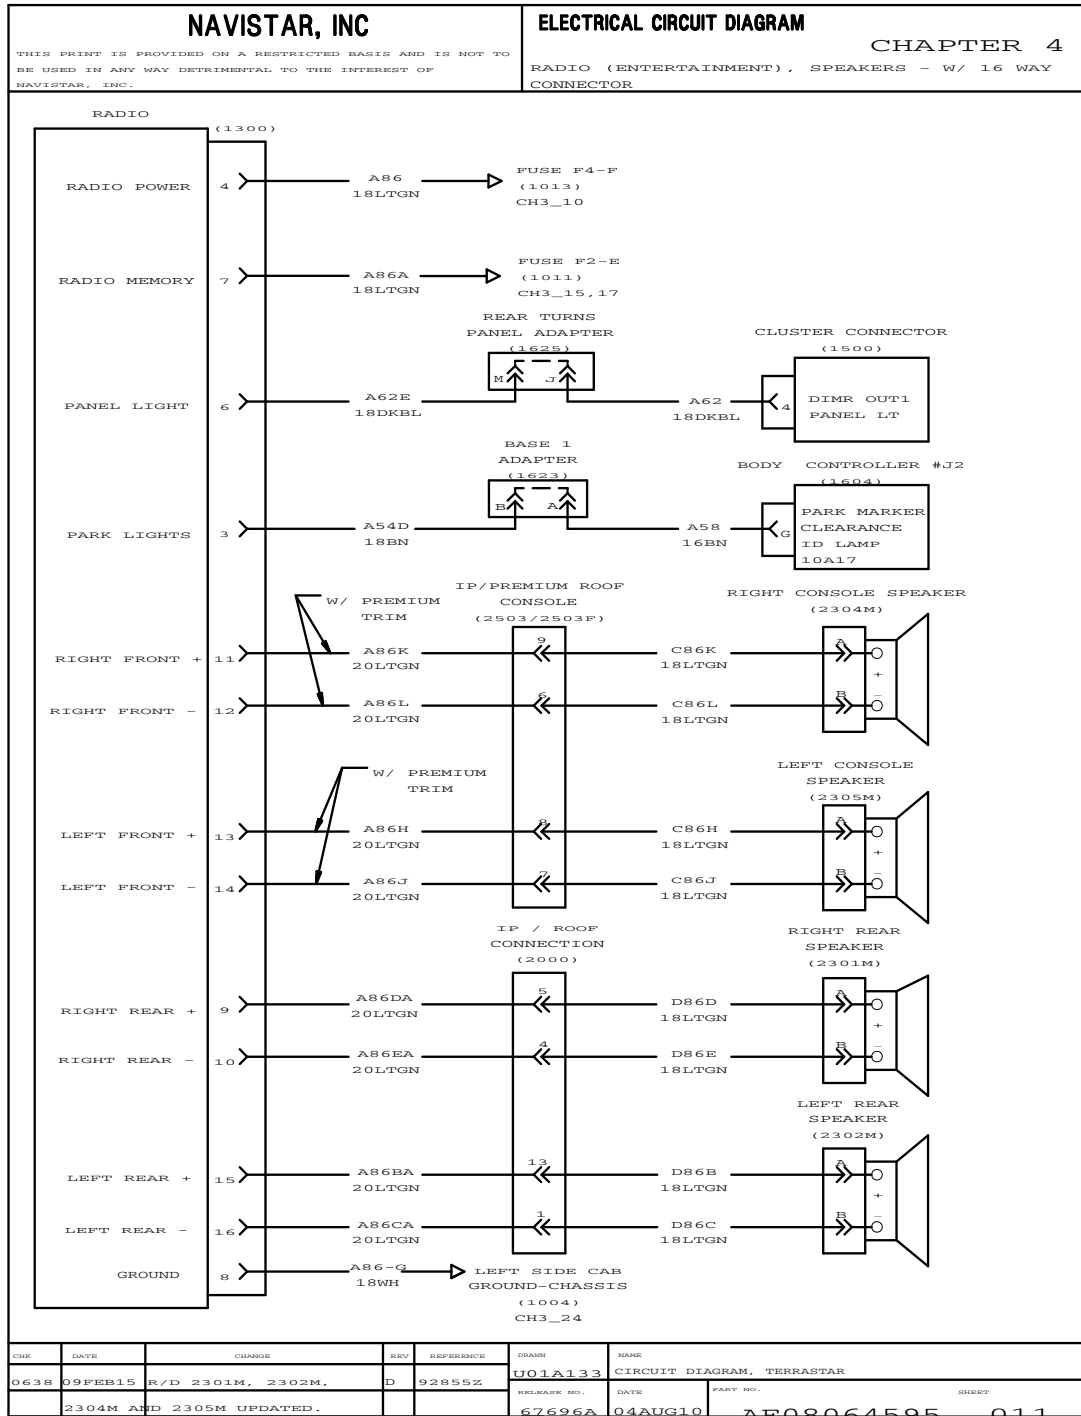 NAVISTAR, INC
THIS PRINT IS PROVIDED ON A RESTRICTED BASIS AND IS NOT TO
BE USED IN ANY WAY DETRIMENTAL TO THE INTEREST OF
NAVISTAR, INC.
ELECTRICAL CIRCUIT DIAGRAM
CHAPTER 4
RADIO (ENTERTAINMENT), SPEAKERS - W/ 16 WAY
CONNECTOR
RADIO
(1300)
RADIO POWER 4 A86
18LTGN
FUSE F4-F
(1013)
CH3_10
RADIO MEMORY 7 A86A
18LTGN
FUSE F2-E
(1011)
CH3_15,17
REAR TURNS
PANEL ADAPTER
(1625)
M J
CLUSTER CONNECTOR
(1500)
PANEL LIGHT 6 A62E
18DKBL
A62
18DKBL
4
DIMR OUT1
PANEL LT
BASE 1
ADAPTER
(1623)
B A
BODY CONTROLLER #J2
(1604)
PARK LIGHTS 3 A54D
18BN
A58
16BN
G
PARK MARKER
CLEARANCE
ID LAMP
10A17
W/ PREMIUM
TRIM
IP/PREMIUM ROOF
CONSOLE
(2503/2503F)
RIGHT CONSOLE SPEAKER
(2304M)
RIGHT FRONT + 11 A86K
20LTGN
9
C86K
18LTGN
A
+
RIGHT FRONT - 12 A86L
20LTGN
6
C86L
18LTGN
B
-
W/ PREMIUM
TRIM
LEFT CONSOLE
SPEAKER
(2305M)
LEFT FRONT + 13 A86H
20LTGN
8
C86H
18LTGN
A
+
LEFT FRONT - 14 A86J
20LTGN
7
C86J
18LTGN
B
-
IP / ROOF
CONNECTION
(2000)
RIGHT REAR
SPEAKER
(2301M)
RIGHT REAR + 9 A86DA
20LTGN
5
D86D
18LTGN
A
+
RIGHT REAR - 10 A86EA
20LTGN
4
D86E
18LTGN
B
-
LEFT REAR
SPEAKER
(2302M)
LEFT REAR + 15 A86BA
20LTGN
13
D86B
18LTGN
A
+
LEFT REAR - 16 A86CA
20LTGN
1
D86C
18LTGN
B
-
GROUND 8 A86-G
18WH
LEFT SIDE CAB
GROUND-CHASSIS
(1004)
CH3_24
CHK DATE CHANGE REV REFERENCE
0638 09FEB15 R/D 2301M, 2302M, D 92855Z
2304M AND 2305M UPDATED.
DRAWN
U01A133
NAME
CIRCUIT DIAGRAM, TERRASTAR
RELEASE NO.
67696A
DATE
04AUG10
PART NO.
AE08064595
SHEET
011